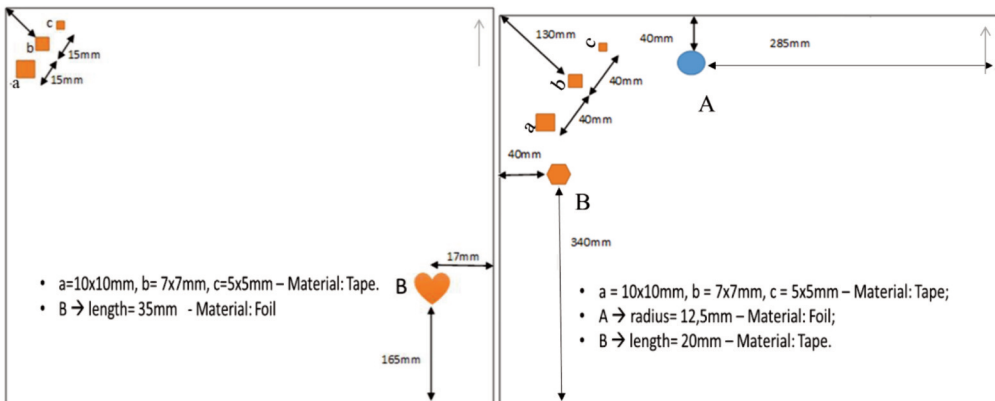 c
b
a
15mm
15mm
17mm
B
165mm
• a=10x10mm, b= 7x7mm, c=5x5mm – Material: Tape.
• B → length= 35mm - Material: Foil
130mm
c
b
a
40mm
40mm
40mm
285mm
A
40mm
B
340mm
• a = 10x10mm, b = 7x7mm, c = 5x5mm – Material: Tape;
• A → radius= 12,5mm – Material: Foil;
• B → length= 20mm – Material: Tape.